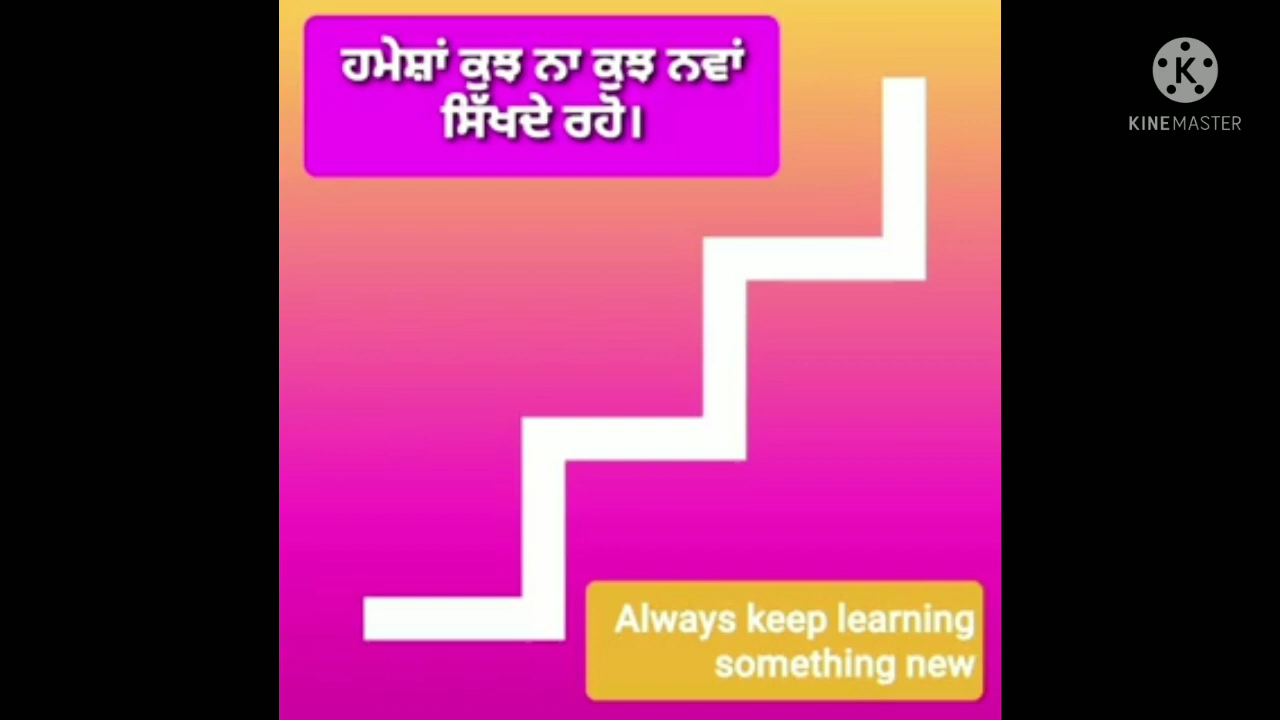 ਹਮੇਸ਼ਾਂ ਕੁਝ ਨਾ ਕੁਝ ਨਵਾਂ
ਸਿੱਖਦੇ ਰਹੋ।
K
KINEMASTER
Always keep learning
something new